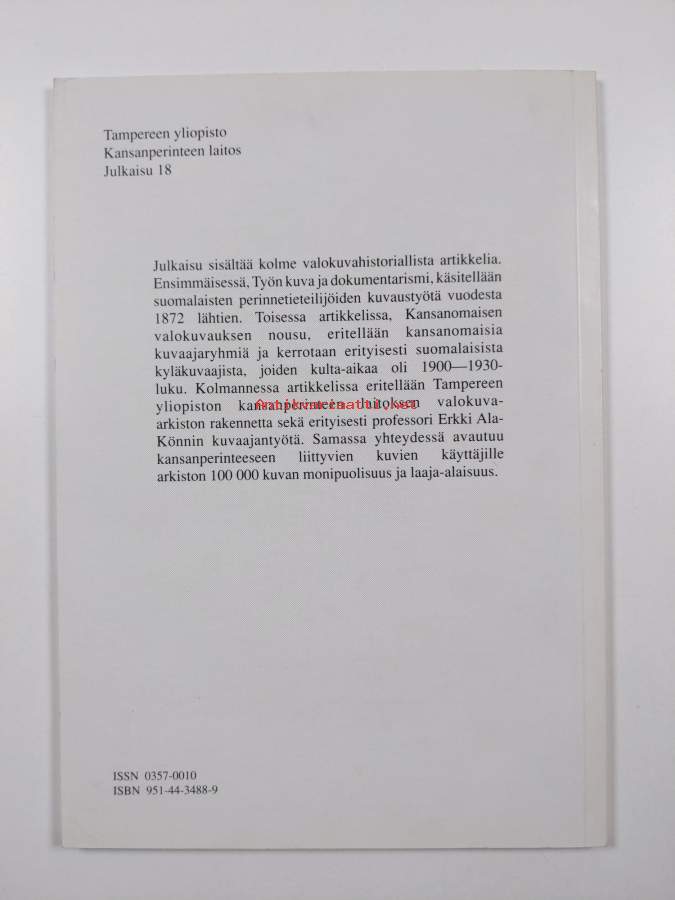 Tampereen yliopisto
Kansanperinteen laitos
Julkaisu 18
Julkaisu sisältää kolme valokuvahistoriallista artikkelia.
Ensimmäisessä, Työn kuva ja dokumentarismi, käsitellään
suomalaisten perinnetieteilijöiden kuvaustyötä vuodesta
1872 lähtien. Toisessa artikkelissa, Kansanomaisen
valokuvauksen nousu, eritellään kansanomaisia
kuvaajaryhmiä ja kerrotaan erityisesti suomalaisista
kyläkuvaajista, joiden kulta-aikaa oli 1900—1930-
luku. Kolmannessa artikkelissa eritellään Tampereen
yliopiston kansanperinteen laitoksen valokuva-
arkiston rakennetta sekä erityisesti professori Erkki Ala-
Könnin kuvaajantyötä. Samassa yhteydessä avautuu
kansanperinteeseen liittyvien kuvien käyttäjille
arkiston 100 000 kuvan monipuolisuus ja laaja-alaisuus.
ISSN 0357-0010
ISBN 951-44-3488-9